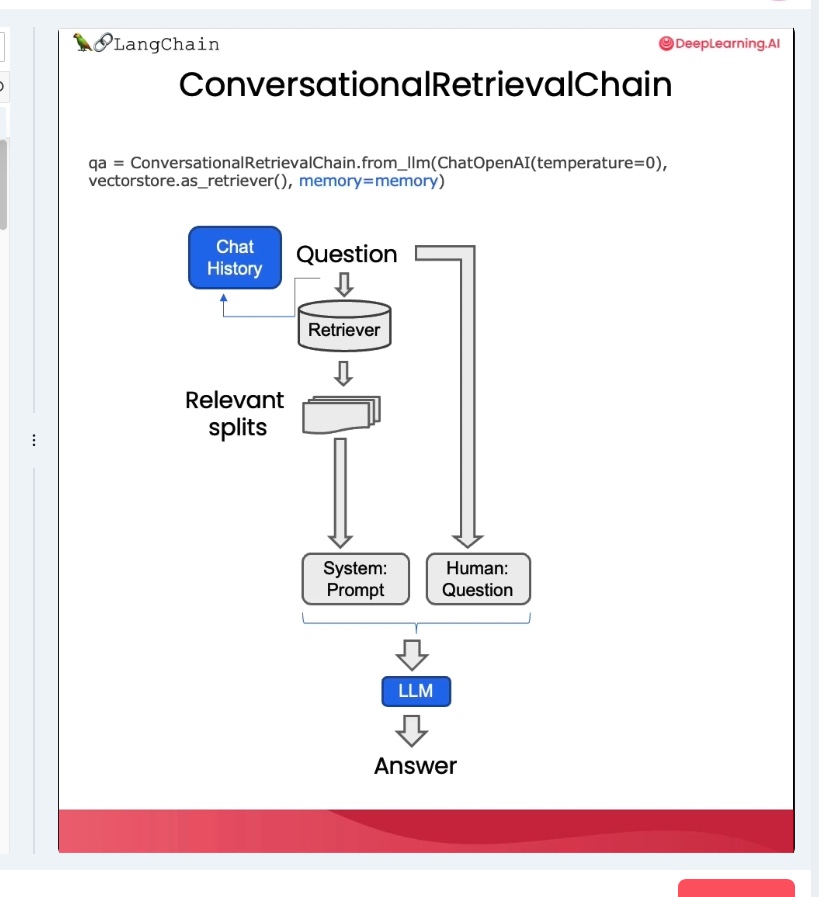 LangChain
DeepLearning.AI
ConversationalRetrievalChain
qa = ConversationalRetrievalChain.from_llm(ChatOpenAI(temperature=0),
vectorstore.as_retriever(), memory=memory)
Chat
History
Question
Retriever
Relevant
splits
System:
Prompt
Human:
Question
LLM
Answer